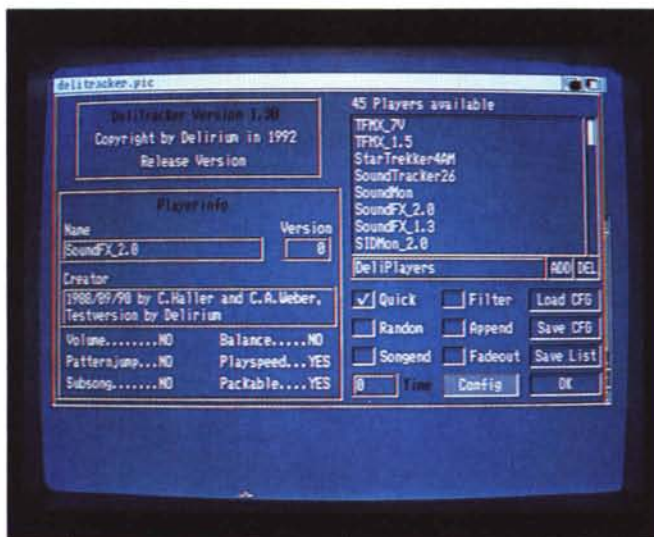 delitracker.pic
DeliTracker Version 1.30
Copyright by Delirium in 1992
Release Version
Playerinfo
Name
Version
SoundFX_2.0
0
Creator
1988/89/90 by C.Haller and C.A.Weber,
Testversion by Delirium
Volume........NO
Balance.....NO
Patternjump...NO
Playspeed...YES
Subsong.......NO
Packable....YES
45 Players available
TFMX_7V
TFMX_1.5
StarTrekker4AM
SoundTracker26
SoundMon
SoundFX_2.0
SoundFX_1.3
SIDMon_2.0
DeliPlayers
ADD
DEL
Quick
Filter
Load CFG
Random
Append
Save CFG
Songend
Fadeout
Save List
0
Time
Config
OK